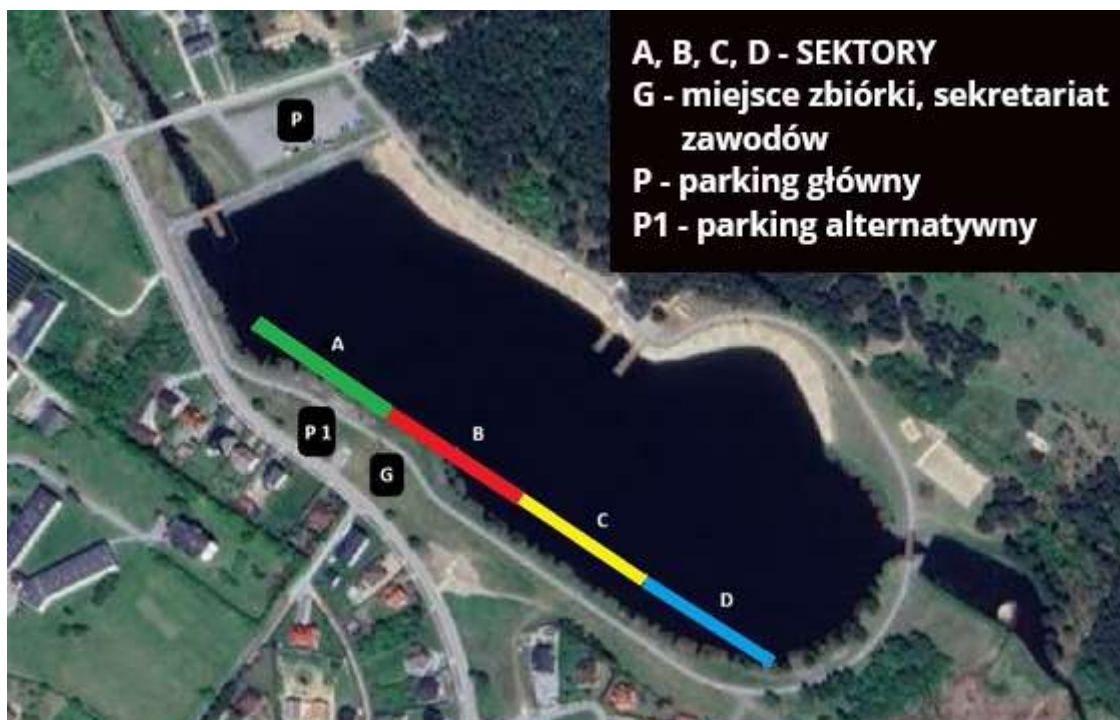 A, B, C, D - SEKTORY
G - miejsce zbiórki, sekretariat
zawodów
P - parking główny
P1 - parking alternatywny
P
A
P 1
B
G
C
D